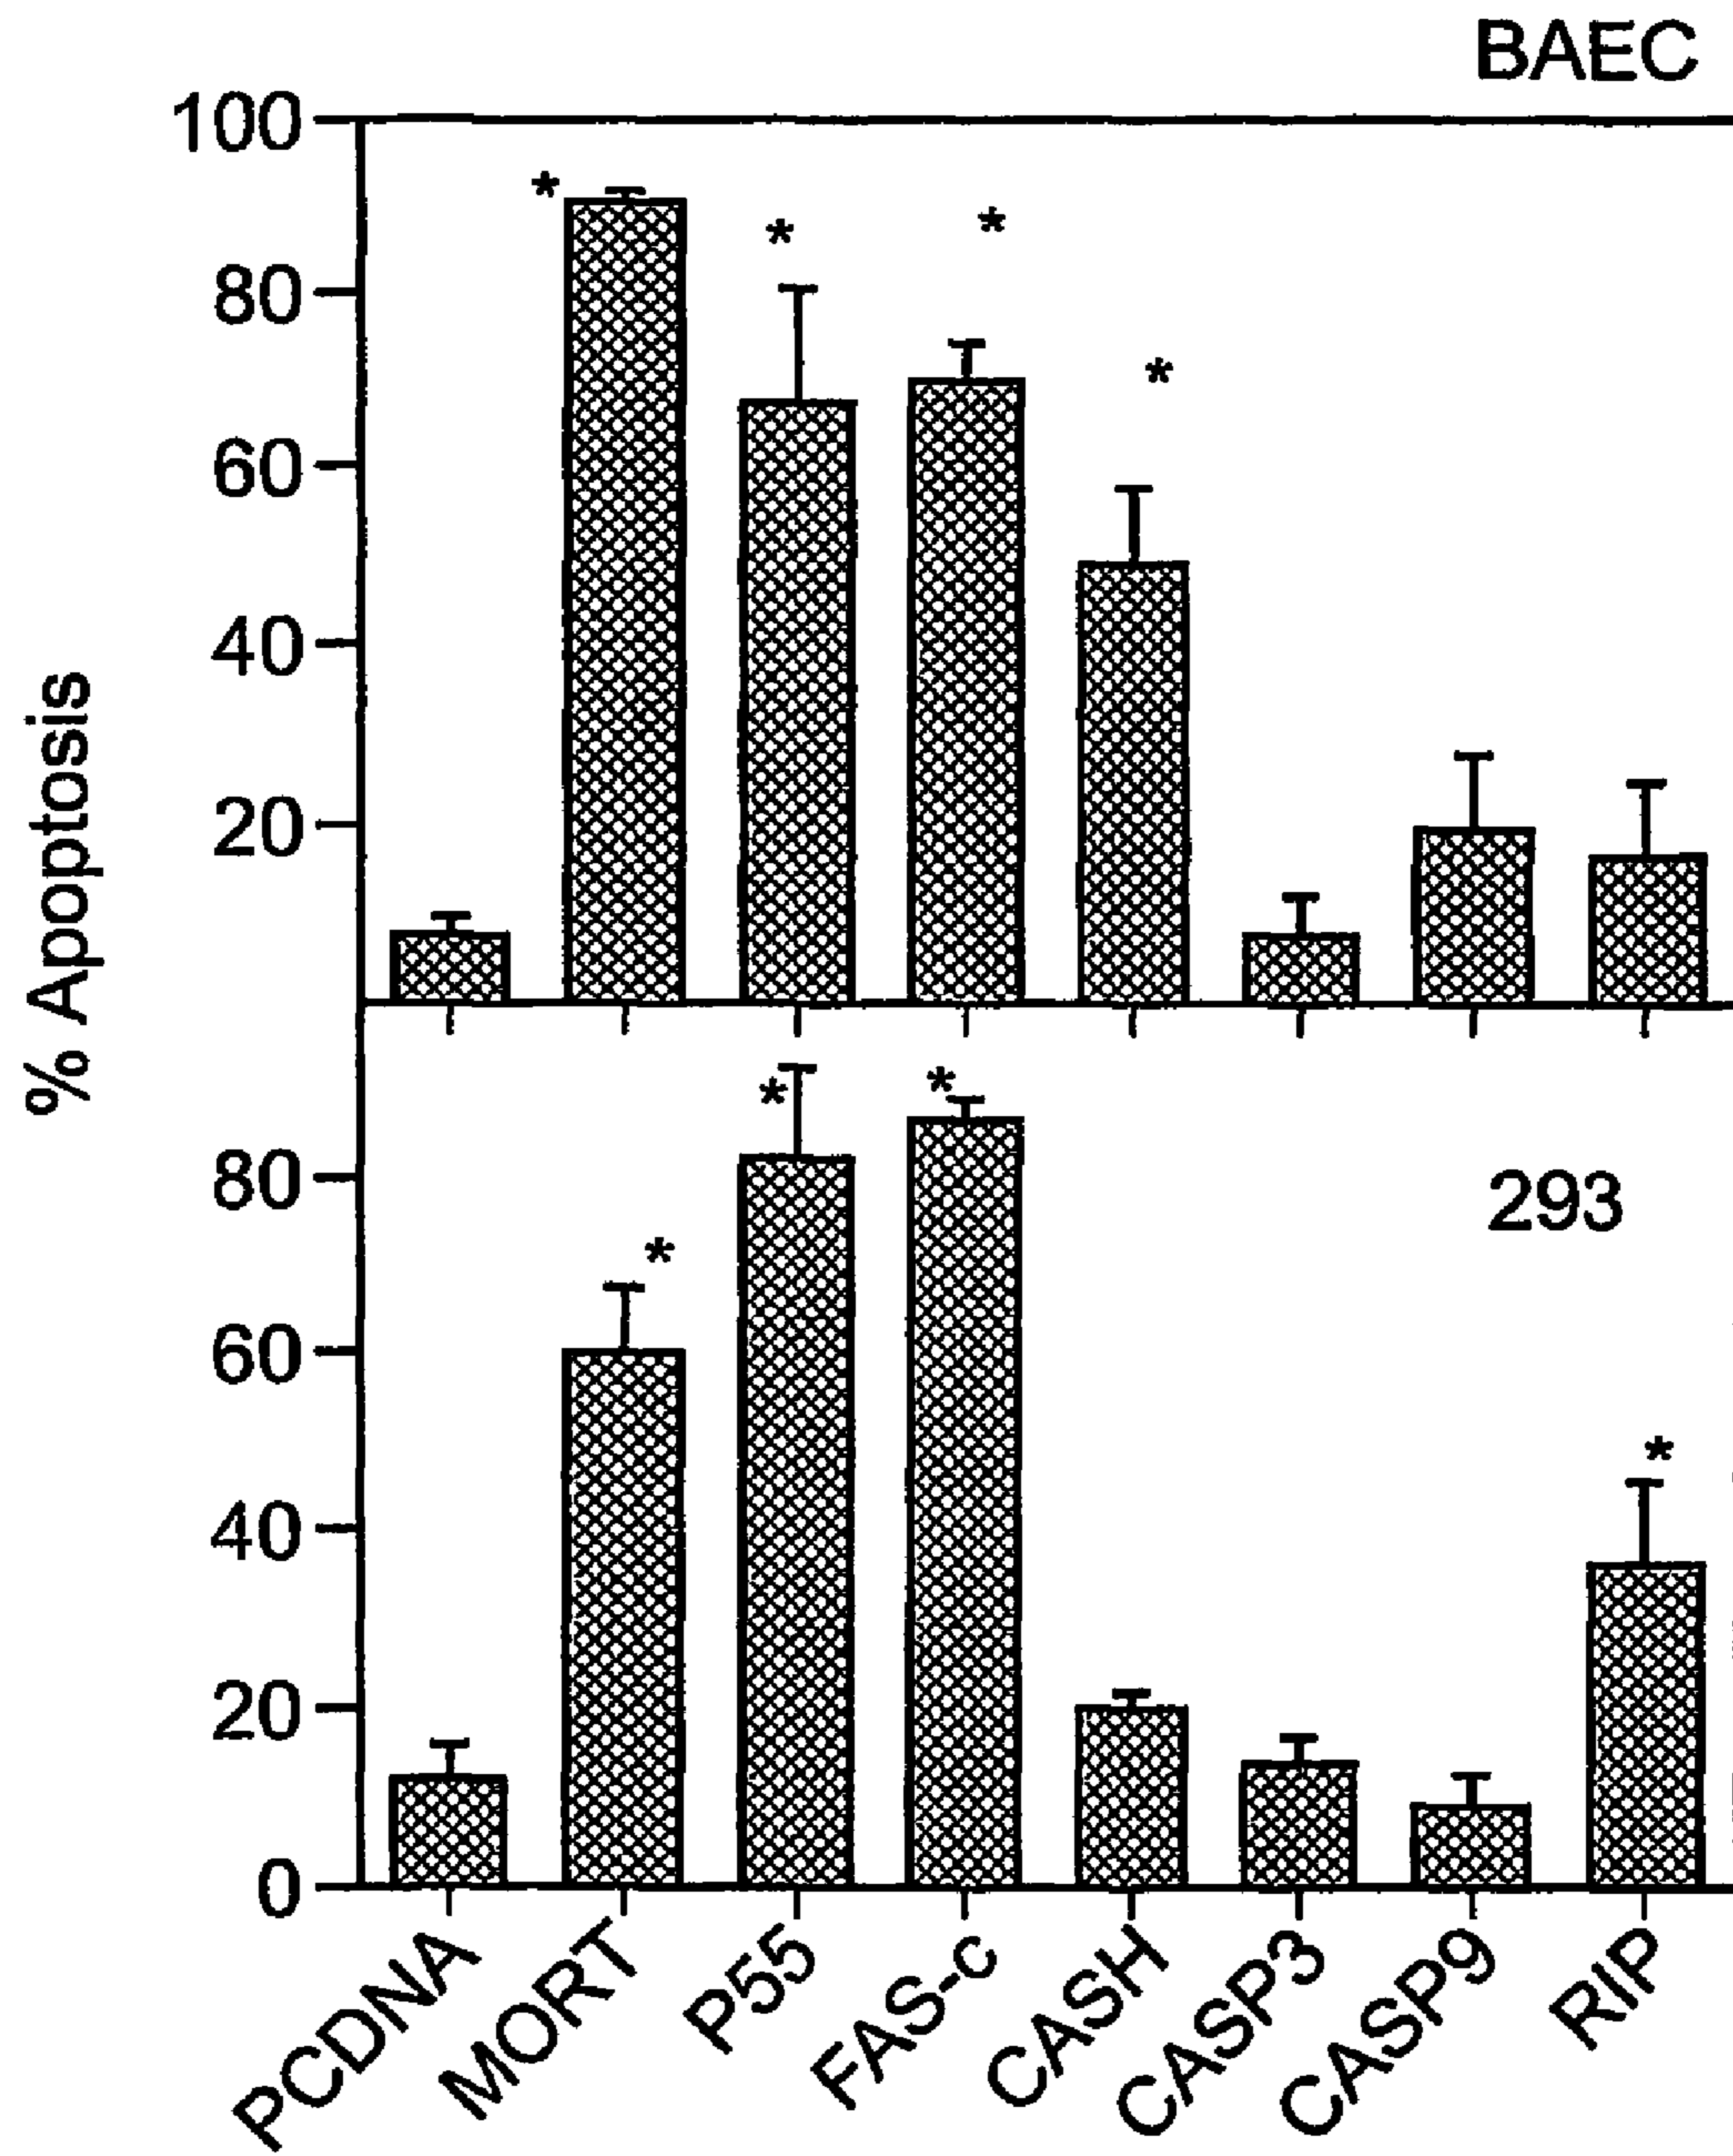 BAEC
100
80
60
40
20
% Apoptosis
*
*
*
*
80
60
40
20
0
293
*
*
*
*
PCDNA
MORT
P55
FAS-c
CASH
CASP3
CASP9
RIP